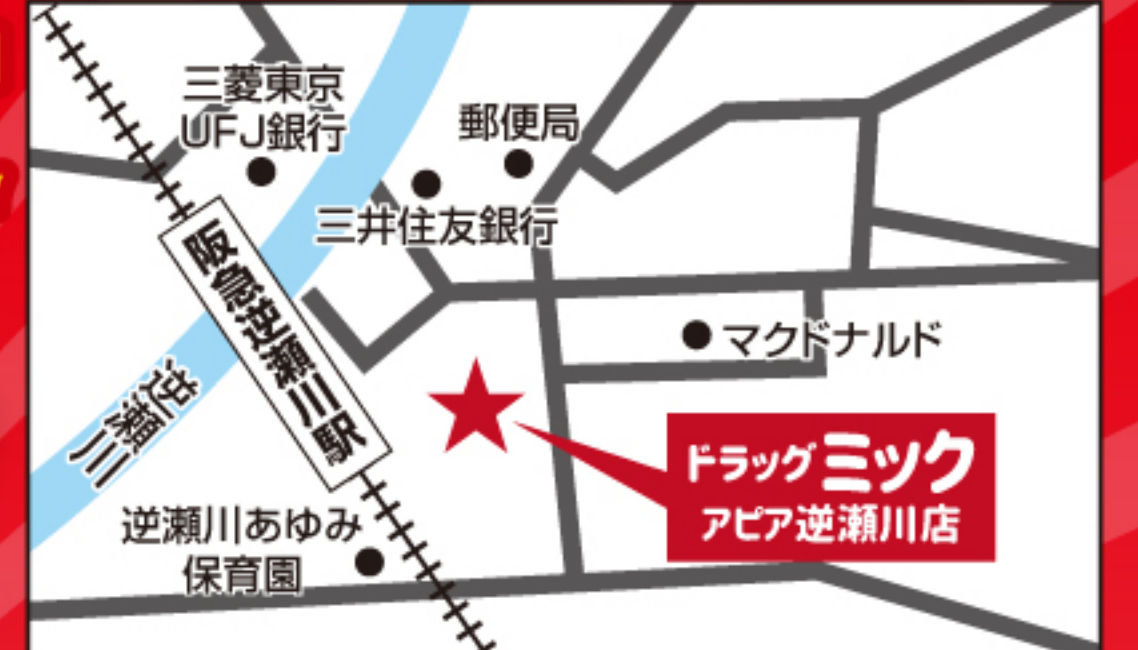 三菱東京
UFJ銀行
郵便局
三井住友銀行
阪急逆瀬川駅
マクドナルド
逆瀬川
ドラッグミック
アピア逆瀬川店
逆瀬川あゆみ
保育園